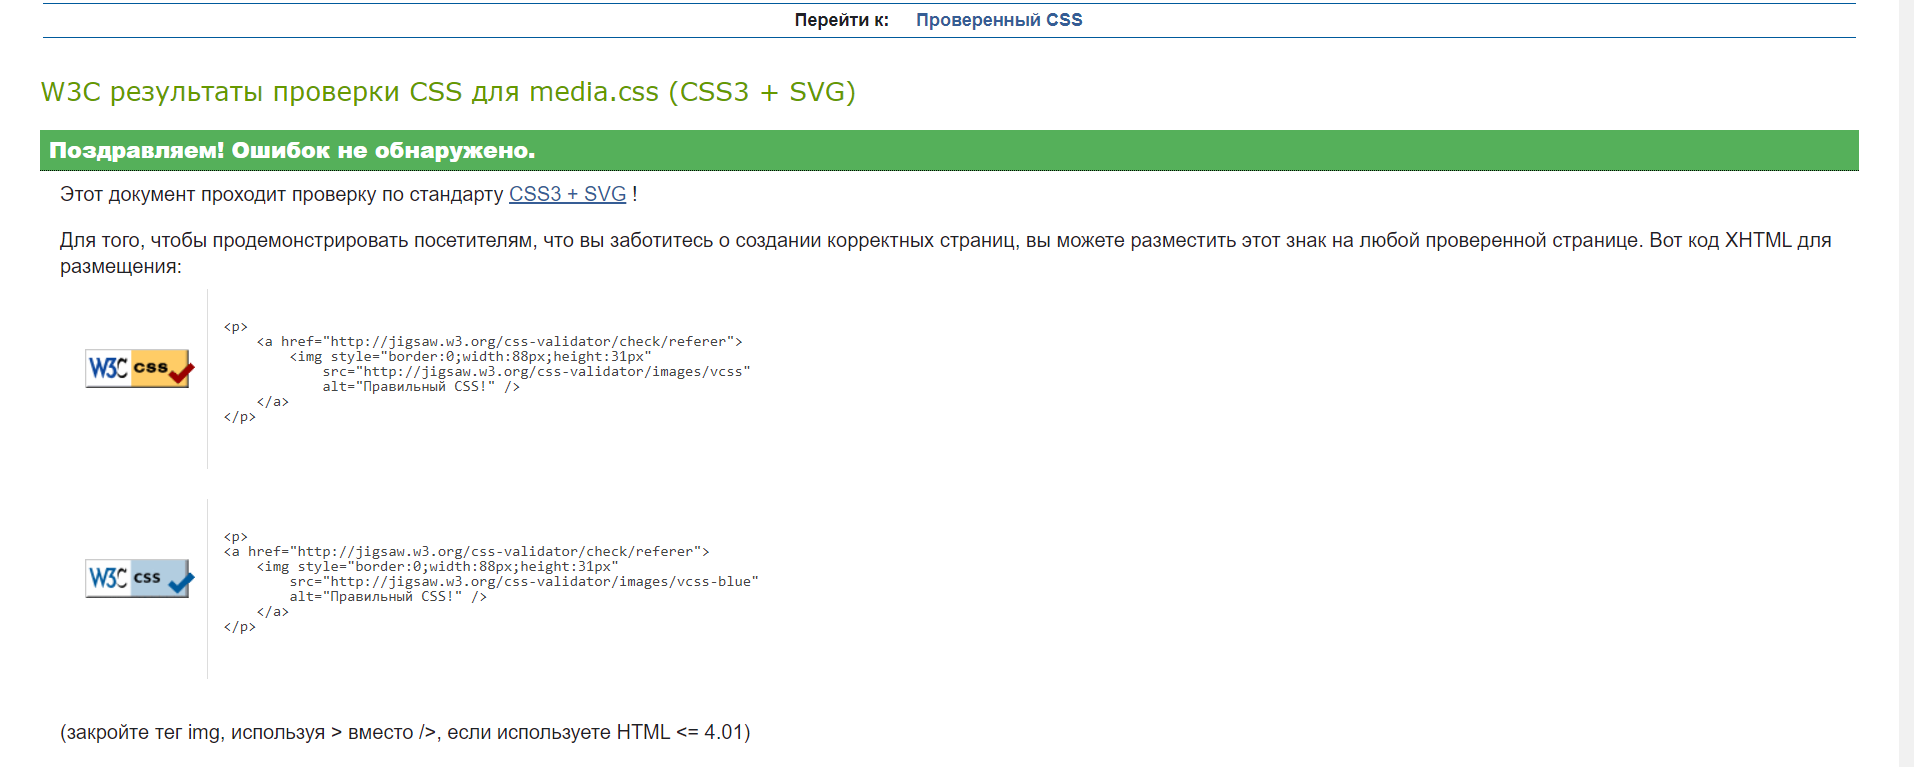 Перейти к: Проверенный CSS
W3C результаты проверки CSS для media.css (CSS3 + SVG)
Поздравляем! Ошибок не обнаружено.
Этот документ проходит проверку по стандарту CSS3 + SVG !
Для того, чтобы продемонстрировать посетителям, что вы заботитесь о создании корректных страниц, вы можете разместить этот знак на любой проверенной странице. Вот код XHTML для
размещения:
<p>
<a href="http://jigsaw.w3.org/css-validator/check/referer">
<img style="border:0;width:88px;height:31px"
src="http://jigsaw.w3.org/css-validator/images/vcss"
alt="Правильный CSS!" />
</a>
</p>
W3C css
<p>
<a href="http://jigsaw.w3.org/css-validator/check/referer">
<img style="border:0;width:88px;height:31px"
src="http://jigsaw.w3.org/css-validator/images/vcss-blue"
alt="Правильный CSS!" />
</a>
</p>
W3C css
(закройте тег img, используя > вместо />, если используете HTML <= 4.01)